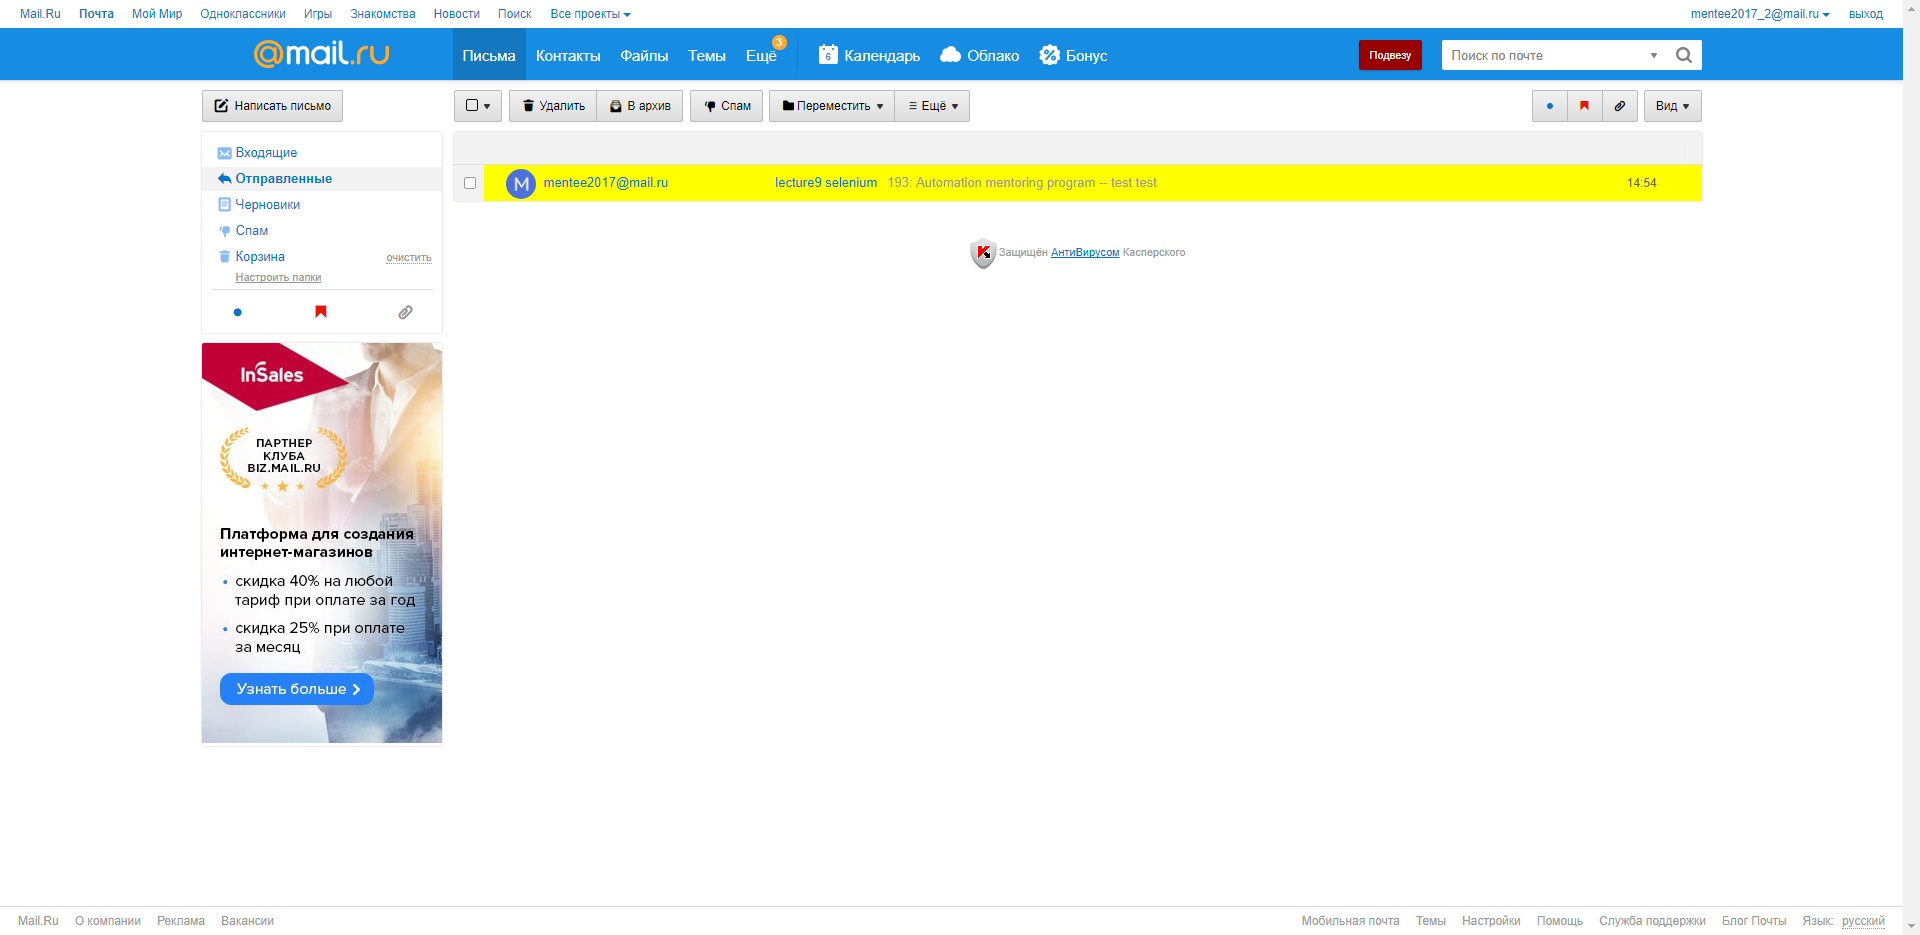 Mail.Ru Почта Мой Мир Одноклассники Игры Знакомства Новости Поиск Все проекты mentee2017_2@mail.ru выход
@mail.ru Письма Контакты Файлы Темы Ещё 3 6 Календарь Облако Бонус Подвезу Поиск по почте
Написать письмо Удалить В архив Спам Переместить Ещё Вид
Входящие
Отправленные
Черновики
Спам
Корзина очистить
Настроить папки
M mentee2017@mail.ru lecture9 selenium 193: Automation mentoring program -- test test 14:54
Защищён АнтиВирусом Касперского
InSales
ПАРТНЕР
КЛУБА
BIZ.MAIL.RU
Платформа для создания
интернет-магазинов
• скидка 40% на любой
тариф при оплате за год
• скидка 25% при оплате
за месяц
Узнать больше
Mail.Ru О компании Реклама Вакансии Мобильная почта Темы Настройки Помощь Служба поддержки Блог Почты Язык: русский